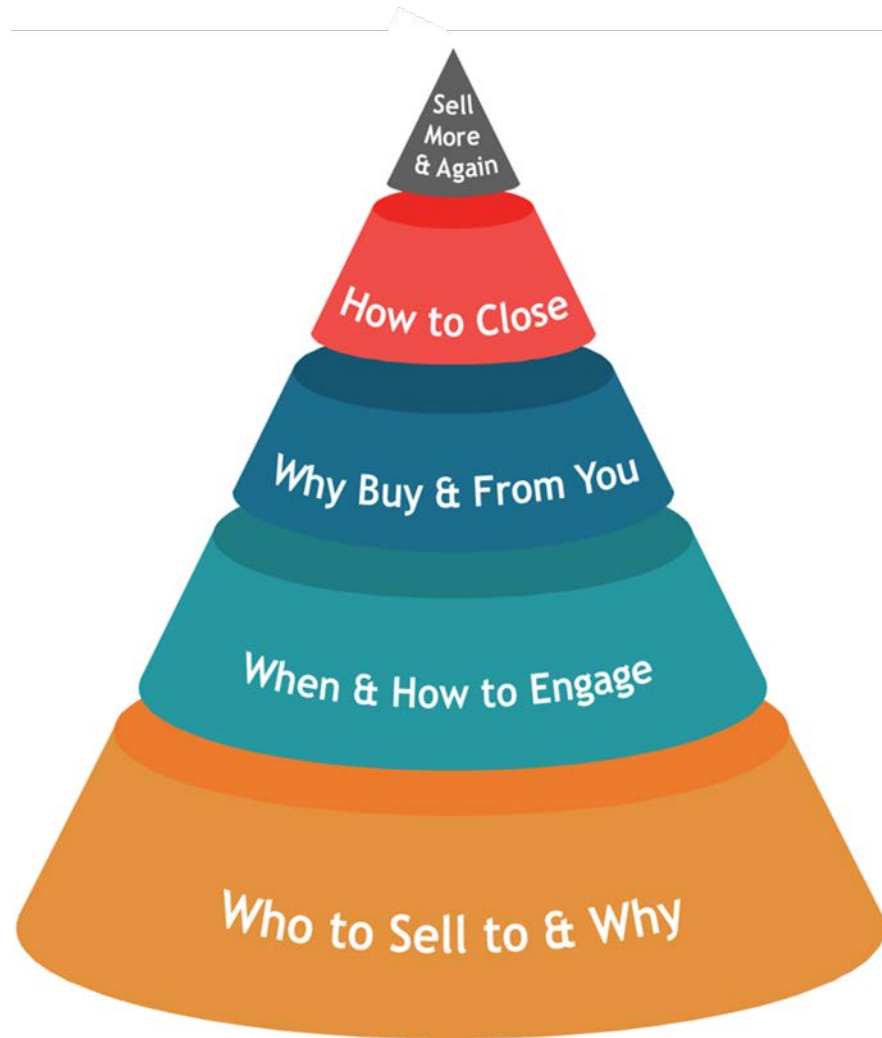 Sell
More
& Again
How to Close
Why Buy & From You
When & How to Engage
Who to Sell to & Why